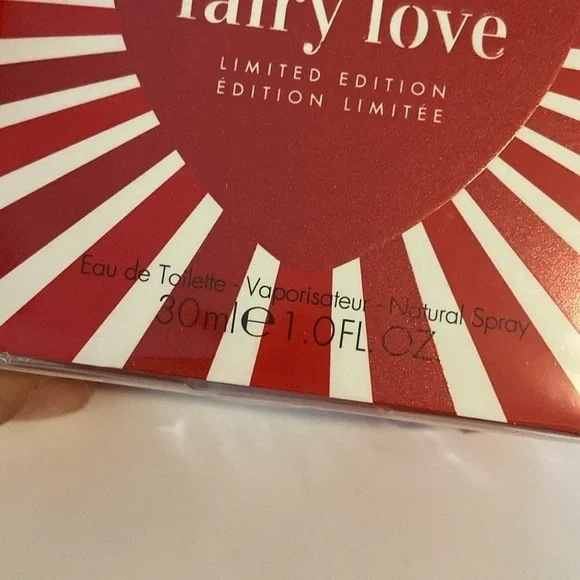 fairy love
LIMITED EDITION
ÉDITION LIMITÉE
Eau de Toilette - Vaporisateur - Natural Spray
30ml℮1.0FL. OZ.